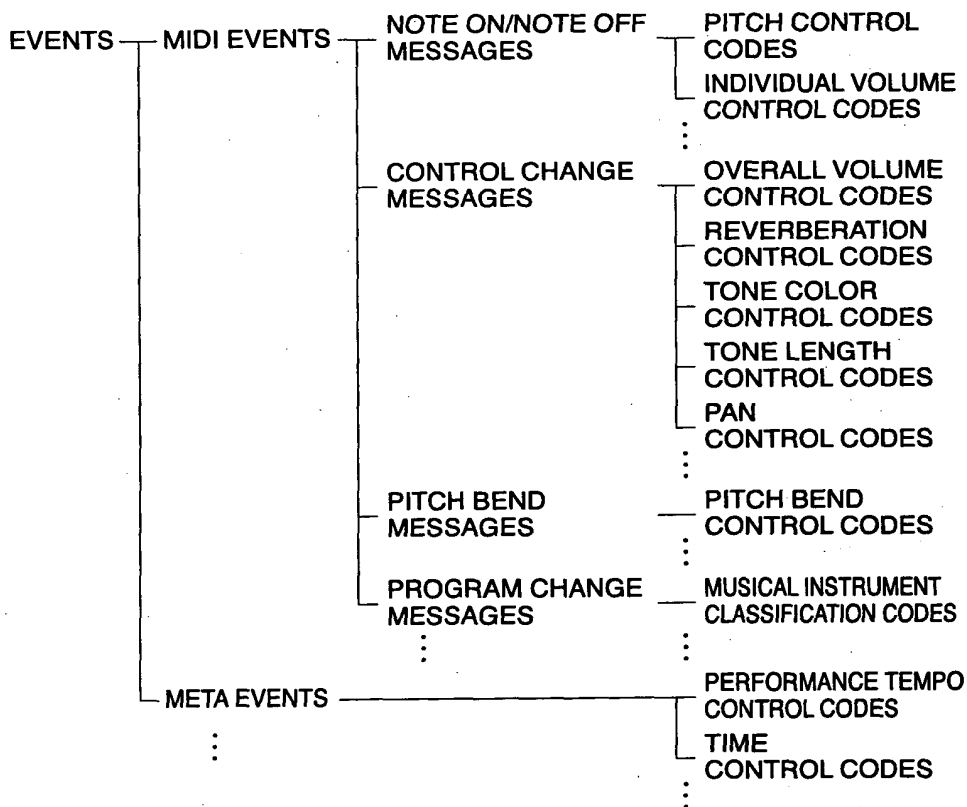 EVENTS
MIDI EVENTS
NOTE ON/NOTE OFF
MESSAGES
PITCH CONTROL
CODES
INDIVIDUAL VOLUME
CONTROL CODES
CONTROL CHANGE
MESSAGES
OVERALL VOLUME
CONTROL CODES
REVERBERATION
CONTROL CODES
TONE COLOR
CONTROL CODES
TONE LENGTH
CONTROL CODES
PAN
CONTROL CODES
PITCH BEND
MESSAGES
PITCH BEND
CONTROL CODES
PROGRAM CHANGE
MESSAGES
MUSICAL INSTRUMENT
CLASSIFICATION CODES
META EVENTS
PERFORMANCE TEMPO
CONTROL CODES
TIME
CONTROL CODES